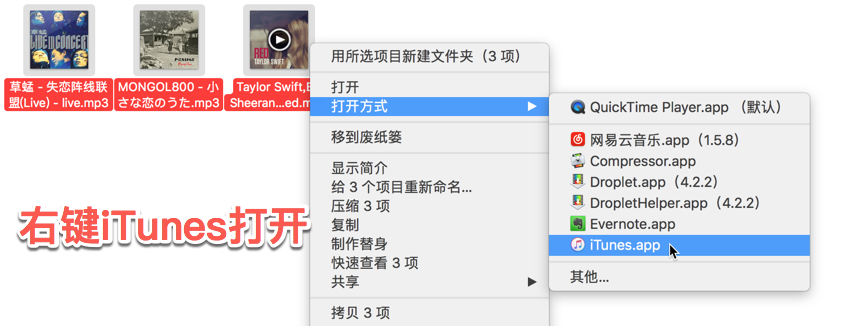 LIVE IN CONCERT
RED
TAYLOR SWIFT
草蜢 - 失恋阵线联
盟(Live) - live.mp3
MONGOL800 - 小
さな恋のうた.mp3
Taylor Swift,E
Sheeran...ed.m
用所选项目新建文件夹（3 项）
打开
打开方式
移到废纸篓
显示简介
给 3 个项目重新命名...
压缩 3 项
复制
制作替身
快速查看 3 项
共享
拷贝 3 项
QuickTime Player.app （默认）
网易云音乐.app（1.5.8）
Compressor.app
Droplet.app（4.2.2）
DropletHelper.app（4.2.2）
Evernote.app
iTunes.app
其他...
右键iTunes打开